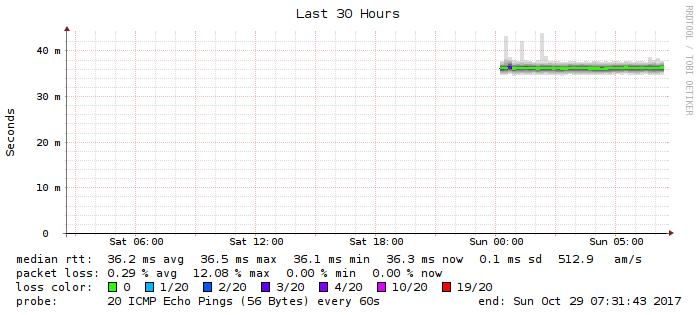 Last 30 Hours
RRDTOOL / TOBI OETIKER
Seconds
40 m
30 m
20 m
10 m
0
Sat 06:00 Sat 12:00 Sat 18:00 Sun 00:00 Sun 05:00
median rtt: 36.2 ms avg 36.5 ms max 36.1 ms min 36.3 ms now 0.1 ms sd 512.9 am/s
packet loss: 0.29 % avg 12.08 % max 0.00 % min 0.00 % now
loss color: 0 1/20 2/20 3/20 4/20 10/20 19/20
probe: 20 ICMP Echo Pings (56 Bytes) every 60s end: Sun Oct 29 07:31:43 2017